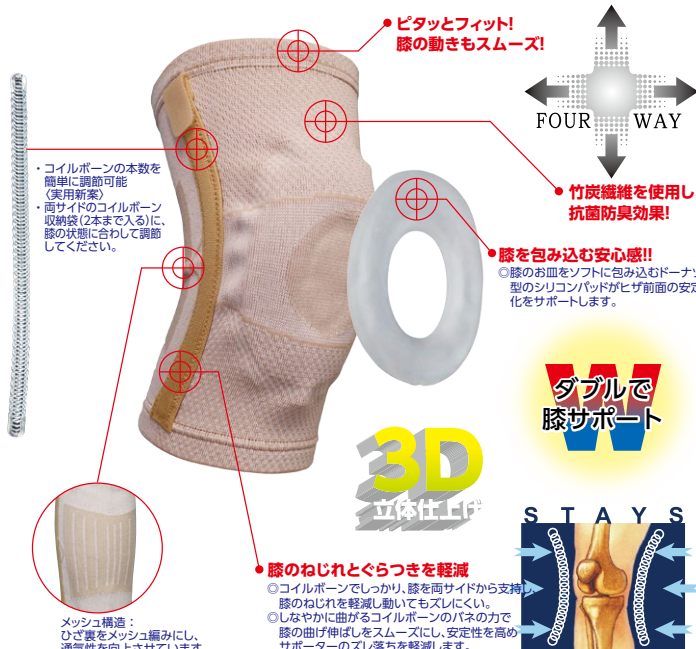 ピタッとフィット!
膝の動きもスムーズ!
FOUR WAY
・コイルボーンの本数を
簡単に調節可能
〈実用新案〉
・両サイドのコイルボーン
収納袋(2本まで入る)に、
膝の状態に合わせて調節
してください。
竹炭繊維を使用し
抗菌防臭効果!
膝を包み込む安心感!!
◎膝のお皿をソフトに包み込むドーナツ
型のシリコンパッドがヒザ前面の安定
化をサポートします。
W
ダブルで
膝サポート
3D
立体仕上げ
STAYS
膝のねじれとぐらつきを軽減
◎コイルボーンでしっかり、膝を両サイドから支持し、
膝のねじれを軽減し動いてもズレにくい。
◎しなやかに曲がるコイルボーンのバネの力で
膝の曲げ伸ばしをスムーズにし、安定性を高め
サポーターのズレ落ちを軽減します。
メッシュ構造:
ひざ裏をメッシュ編みにし、
通気性を向上させています